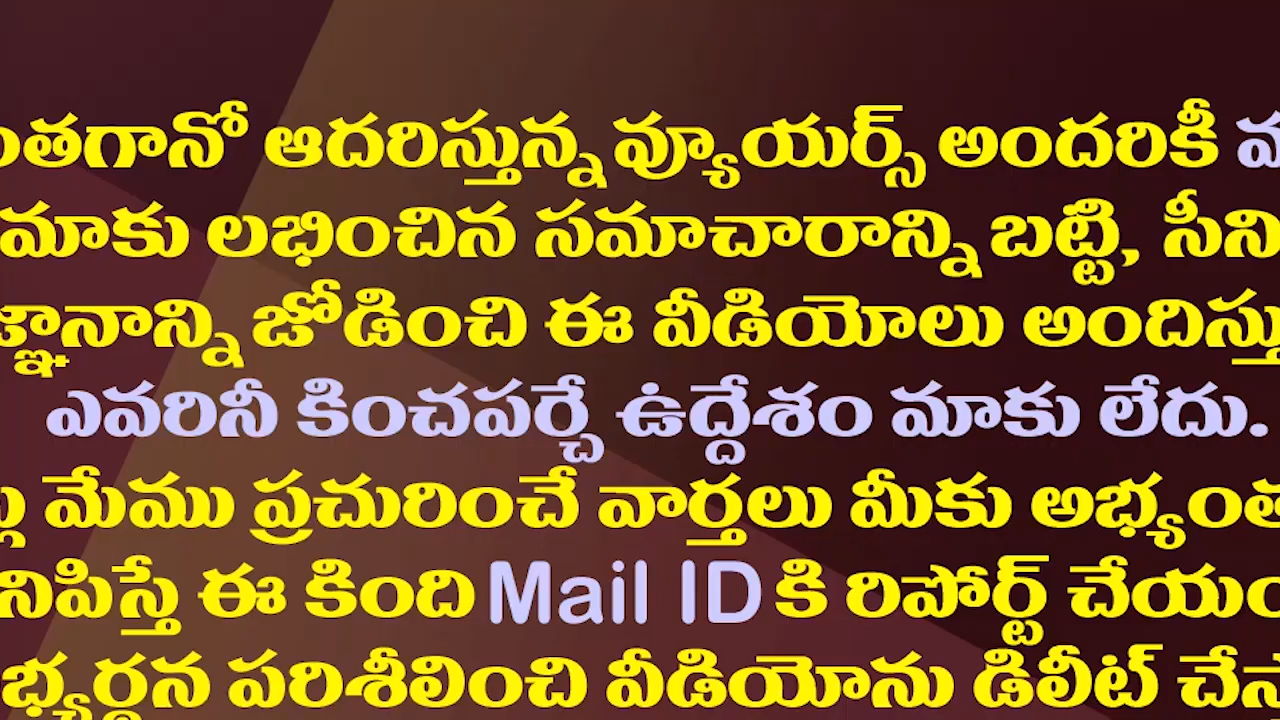 ంతగానో ఆదరిస్తున్న వ్యూయర్స్ అందరికీ
మాకు లభించిన సమాచారాన్ని బట్టి, సీని
జ్ఞానాన్ని జోడించి ఈ వీడియోలు అందిస్తు
ఎవరినీ కించపర్చే ఉద్దేశం మాకు లేదు.
మేము ప్రచురించే వార్తలు మీకు అభ్యంత
నిపిస్తే ఈ కింది Mail ID కి రిపోర్ట్ చేయం
భ్యర్థన పరిశీలించి వీడియోను డిలీట్ చేస